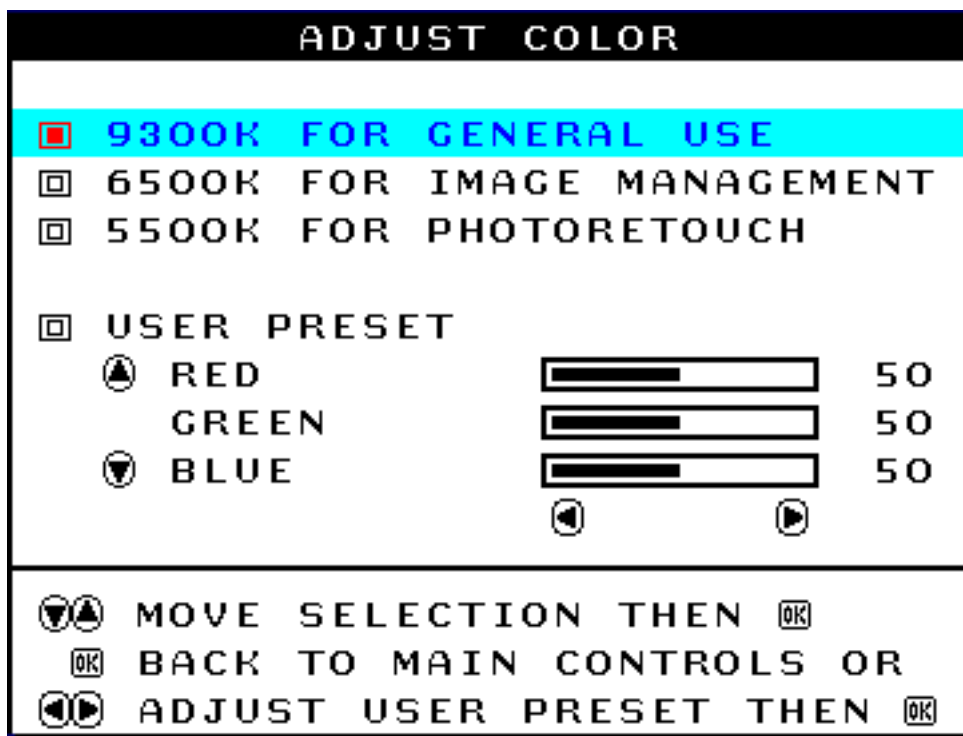 ADJUST COLOR
9300K FOR GENERAL USE
6500K FOR IMAGE MANAGEMENT
5500K FOR PHOTORETOUCH
USER PRESET
RED 50
GREEN 50
BLUE 50
MOVE SELECTION THEN OK
OK BACK TO MAIN CONTROLS OR
ADJUST USER PRESET THEN OK